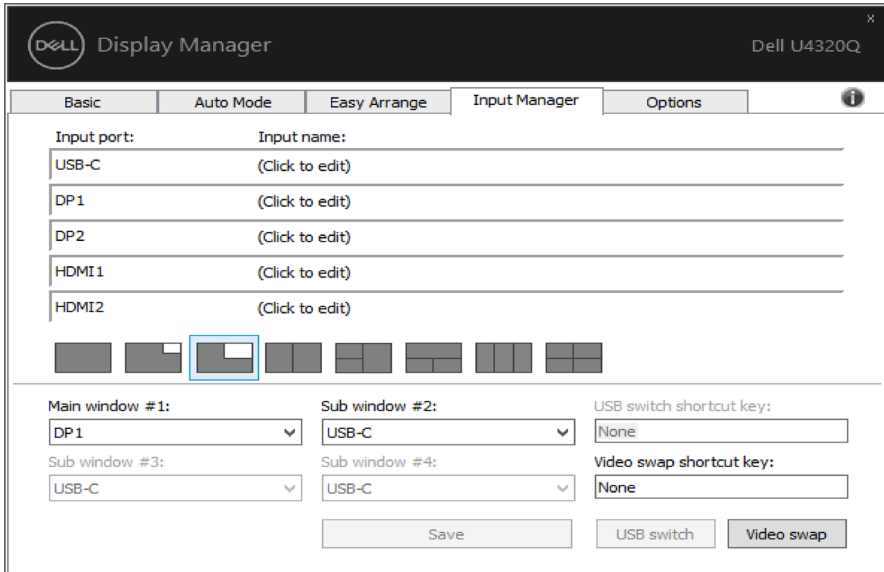 x
DELL Display Manager Dell U4320Q
Basic Auto Mode Easy Arrange Input Manager Options i
Input port: Input name:
USB-C (Click to edit)
DP1 (Click to edit)
DP2 (Click to edit)
HDMI1 (Click to edit)
HDMI2 (Click to edit)
Main window #1: Sub window #2: USB switch shortcut key:
DP1 USB-C None
Sub window #3: Sub window #4: Video swap shortcut key:
USB-C USB-C None
Save USB switch Video swap